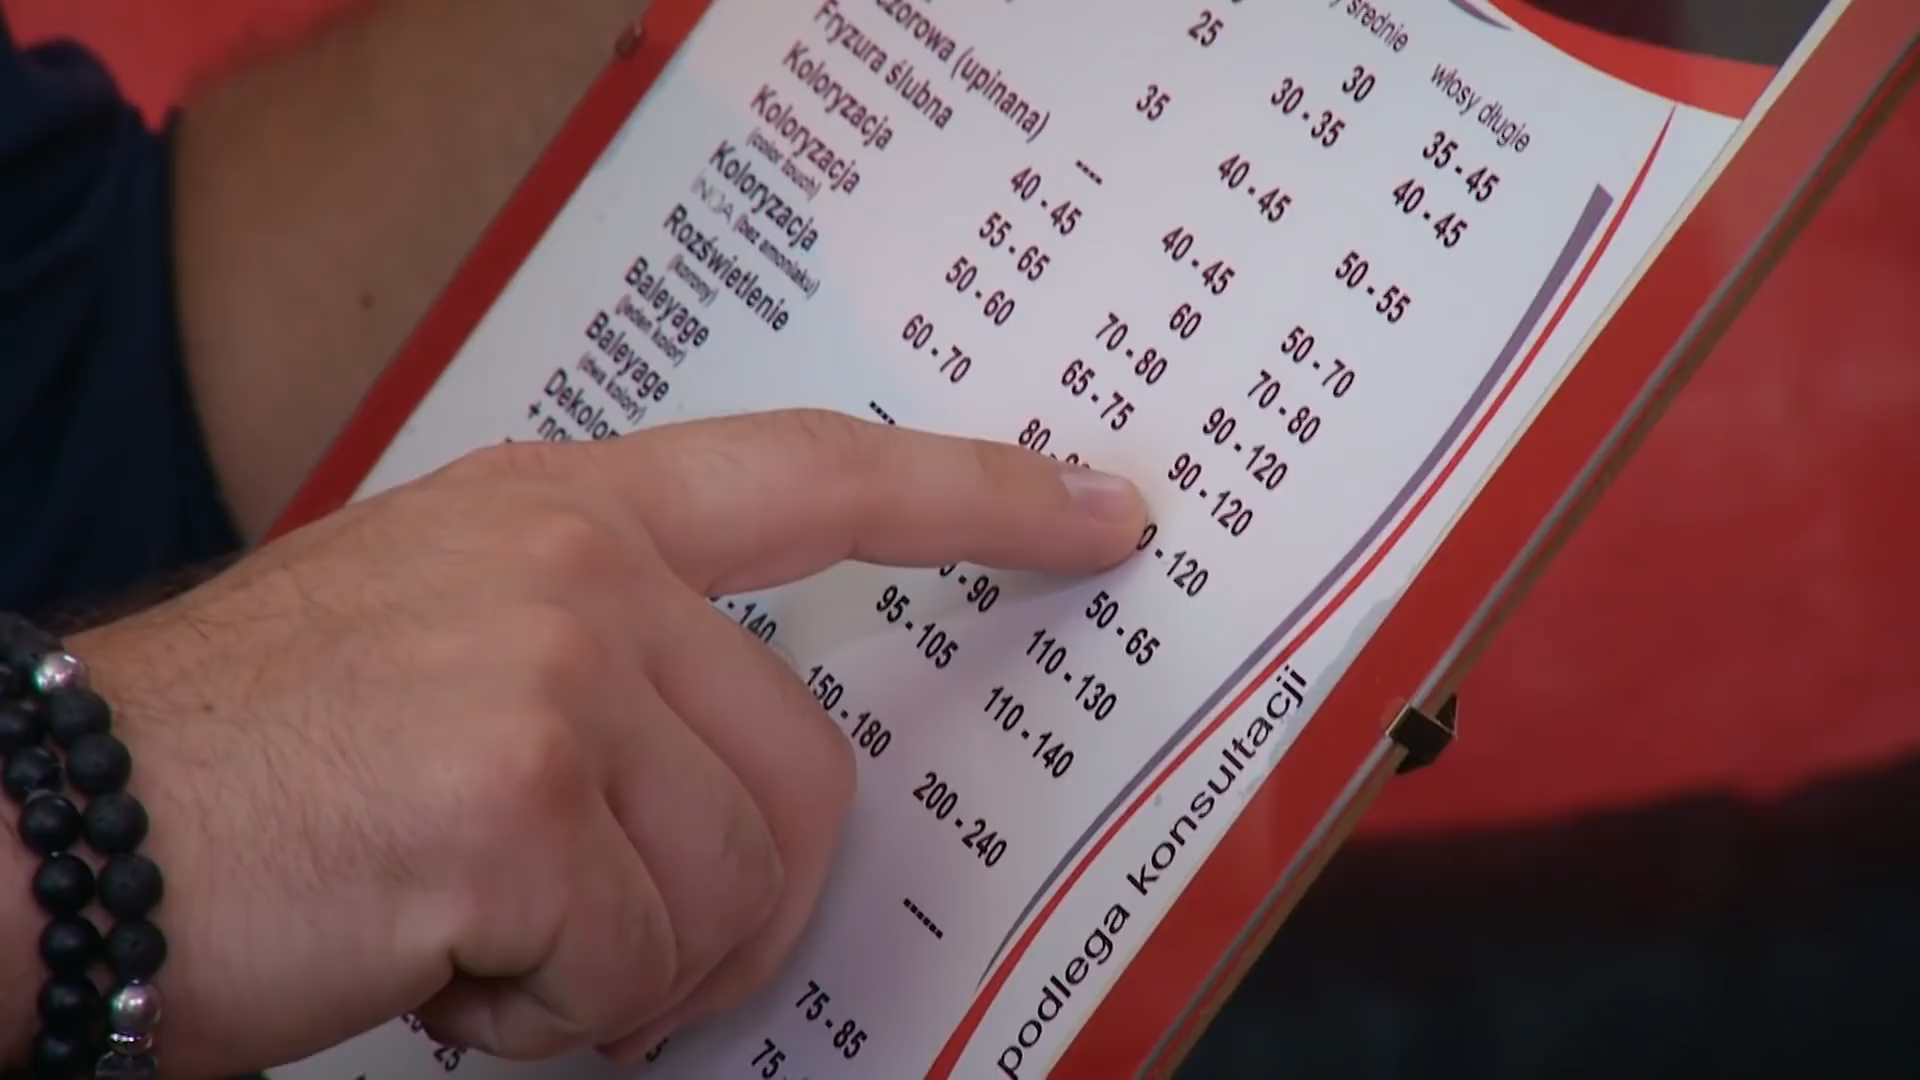 średnie
włosy długie
(upinana) 25 30 35 - 45
Fryzura ślubna 35 30 - 35 40 - 45
Koloryzacja ---- 40 - 45 50 - 55
Koloryzacja 40 - 45 40 - 45 50 - 70
(color touch)
Koloryzacja 55 - 65 60 70 - 80
(bez amoniaku)
Rozświetlenie 50 - 60 70 - 80 90 - 120
(korony)
Baleyage 60 - 70 65 - 75 90 - 120
(jeden kolor)
Baleyage ---- 80 - 120
(dwa kolory)
50 - 65
- 90 110 - 130
95 - 105 110 - 140
- 140 150 - 180 200 - 240
-----
75 - 85
25 75
podlega konsultacji